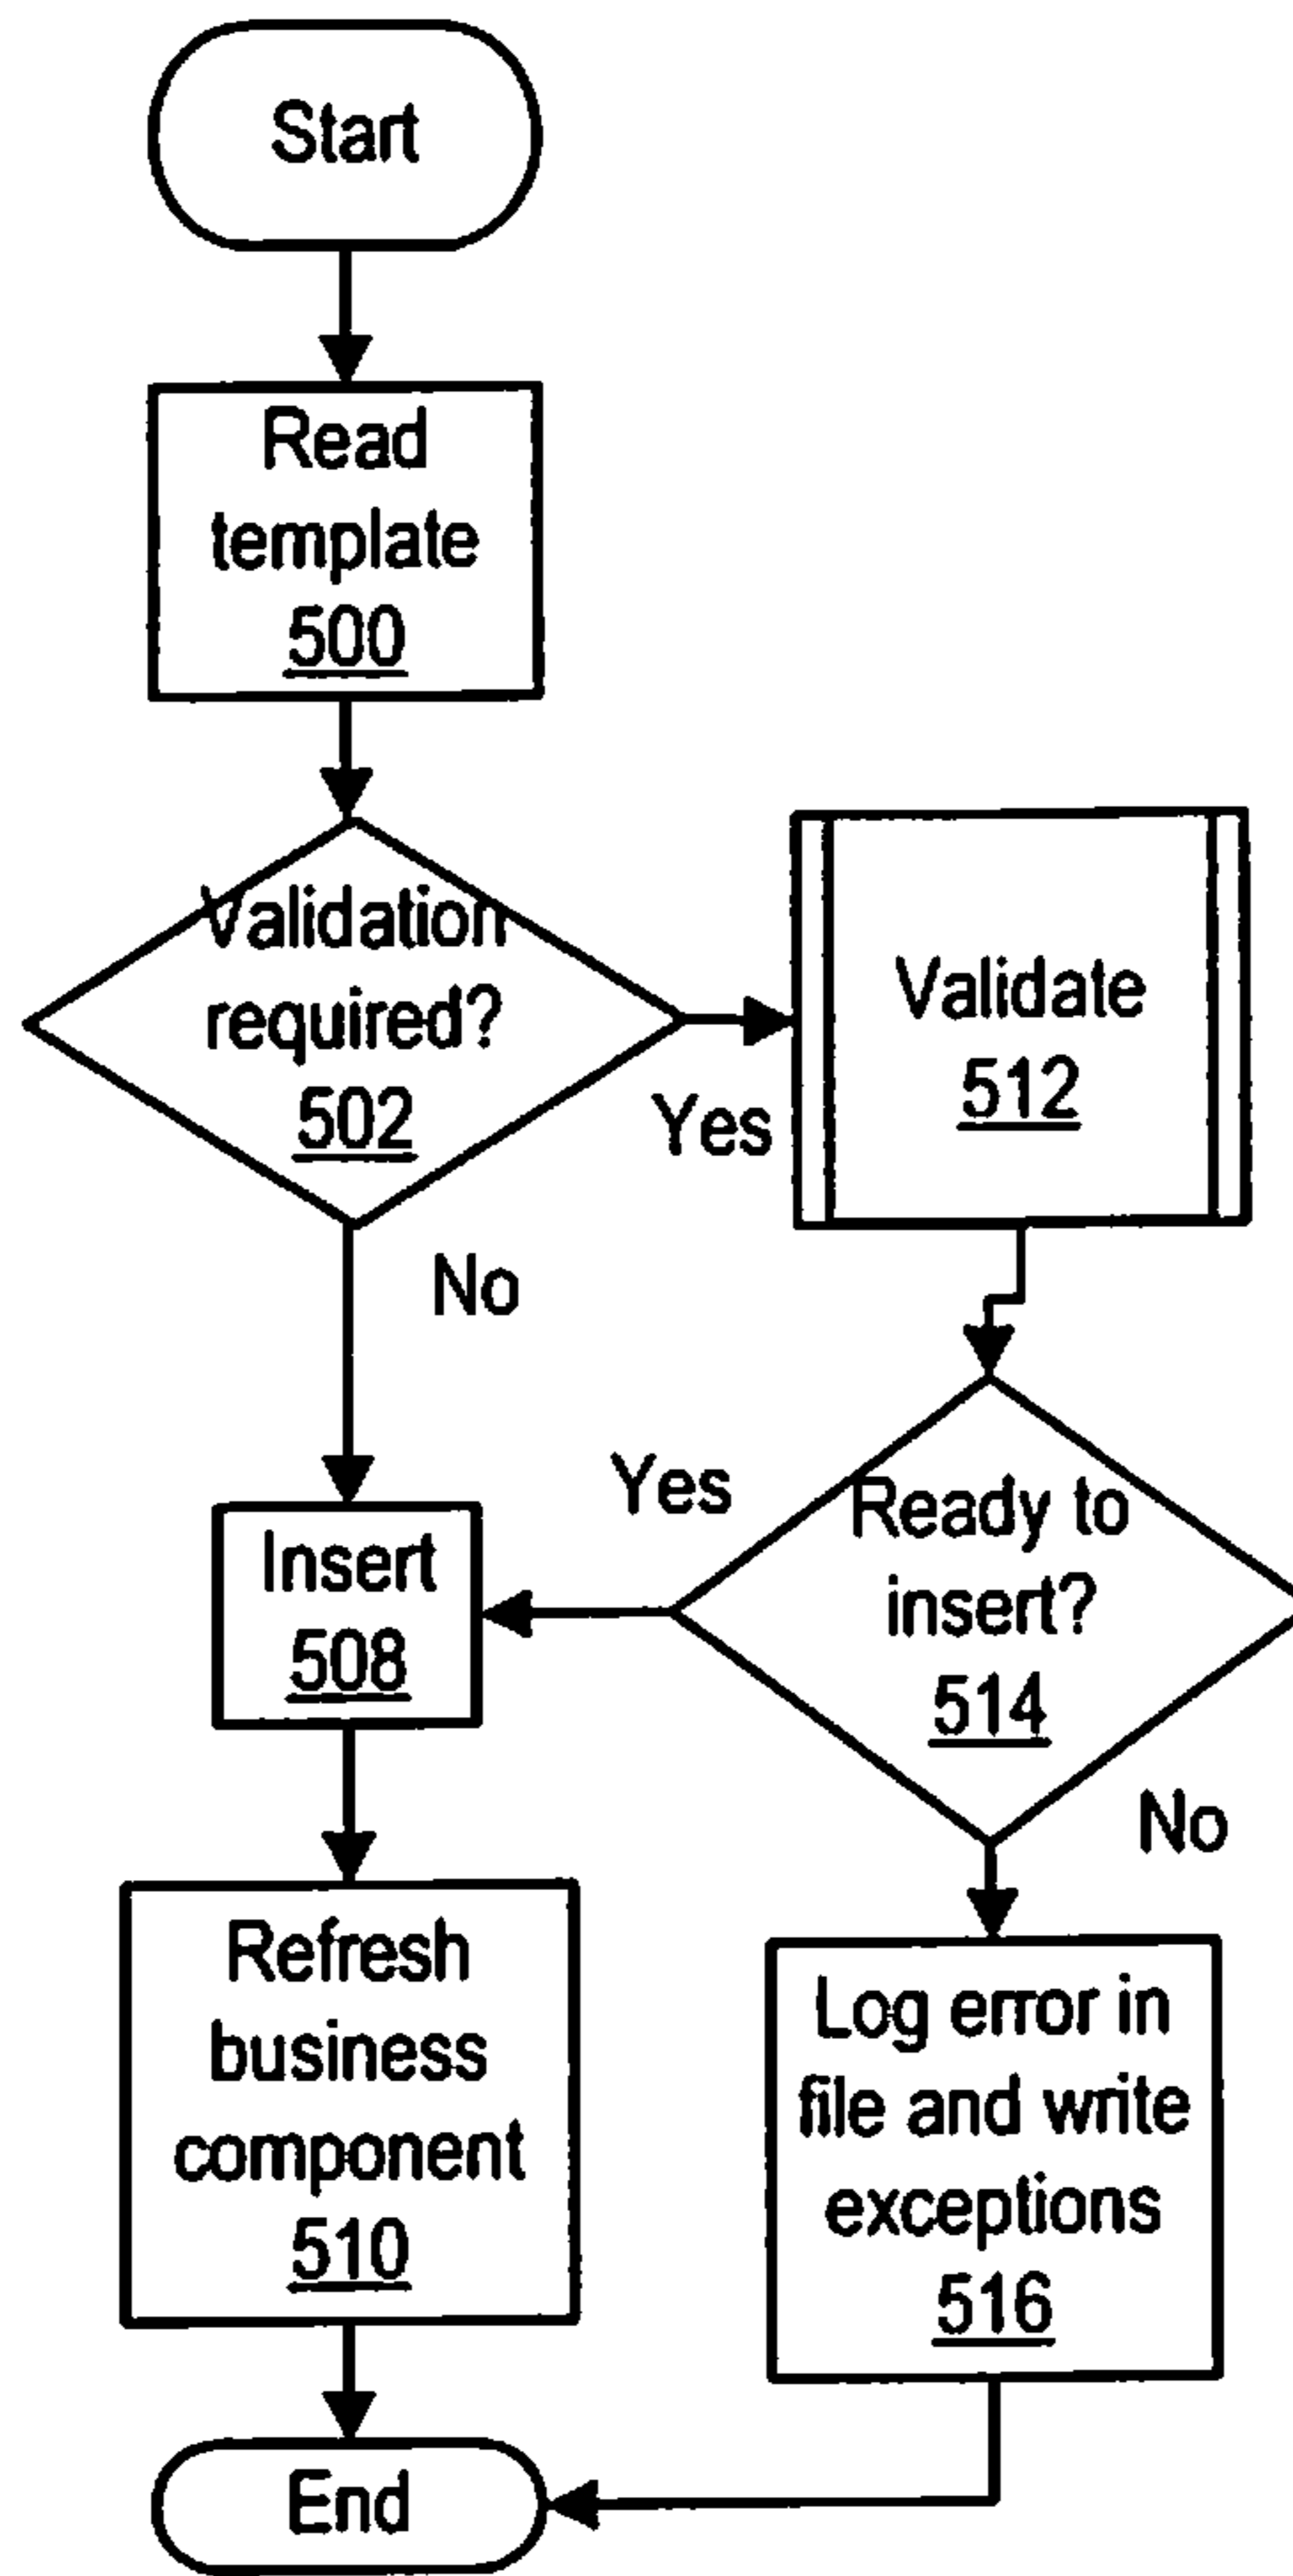 Start
Read
template
500
Validation
required?
502
Yes
No
Validate
512
Ready to
insert?
514
Yes
No
Insert
508
Refresh
business
component
510
Log error in
file and write
exceptions
516
End